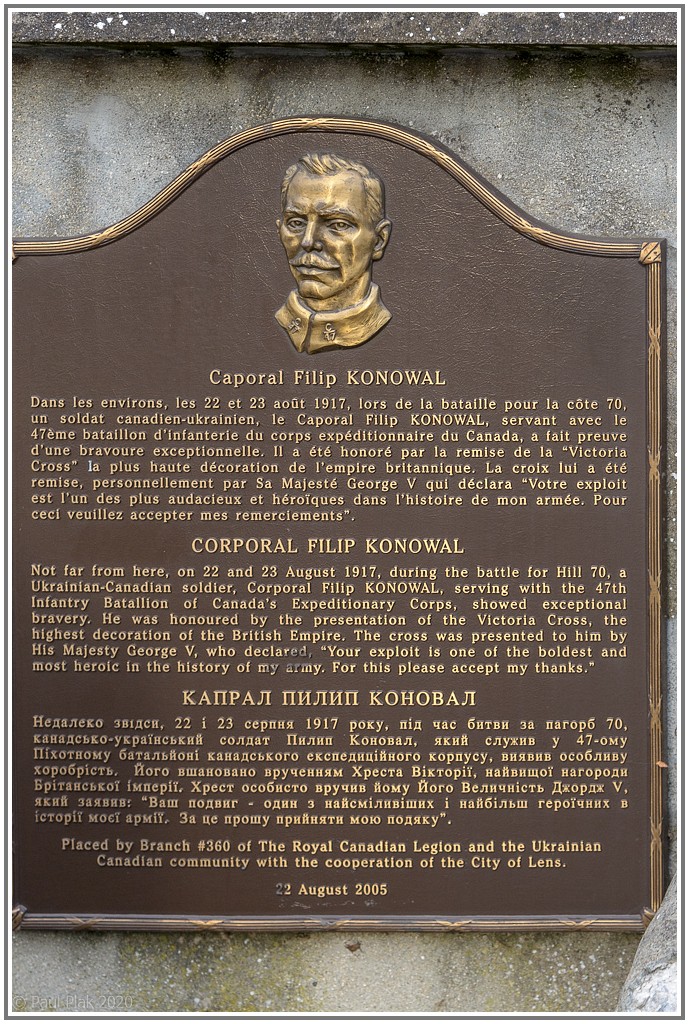 Caporal Filip KONOWAL
Dans les environs, les 22 et 23 août 1917, lors de la bataille pour la côte 70,
un soldat canadien-ukrainien, le Caporal Filip KONOWAL, servant avec le
47ème bataillon d'infanterie du corps expéditionnaire du Canada, a fait preuve
d'une bravoure exceptionnelle. Il a été honoré par la remise de la “Victoria
Cross” la plus haute décoration de l'empire britannique. La croix lui a été
remise, personnellement par Sa Majesté George V qui déclara “Votre exploit
est l'un des plus audacieux et héroïques dans l'histoire de mon armée. Pour
ceci veuillez accepter mes remerciements”.
CORPORAL FILIP KONOWAL
Not far from here, on 22 and 23 August 1917, during the battle for Hill 70, a
Ukrainian-Canadian soldier, Corporal Filip KONOWAL, serving with the 47th
Infantry Batallion of Canada's Expeditionary Corps, showed exceptional
bravery. He was honoured by the presentation of the Victoria Cross, the
highest decoration of the British Empire. The cross was presented to him by
His Majesty George V, who declared, “Your exploit is one of the boldest and
most heroic in the history of my army. For this please accept my thanks.”
КАПРАЛ ПИЛИП КОНОВАЛ
Недалеко звідси, 22 і 23 серпня 1917 року, під час битви за пагорб 70,
канадсько-український солдат Пилип Коновал, який служив у 47-ому
Піхотному батальйоні канадського експедиційного корпусу, виявив особливу
хоробрість. Його вшановано врученням Хреста Вікторії, найвищої нагороди
Брітанської імперії. Хрест особисто вручив йому Його Величність Джордж V,
який заявив: “Ваш подвиг - один з найсміливіших і найбільш героїчних в
історії моєї армії. За це прошу прийняти мою подяку”.
Placed by Branch #360 of The Royal Canadian Legion and the Ukrainian
Canadian community with the cooperation of the City of Lens.
22 August 2005
© Paul Plak 2020